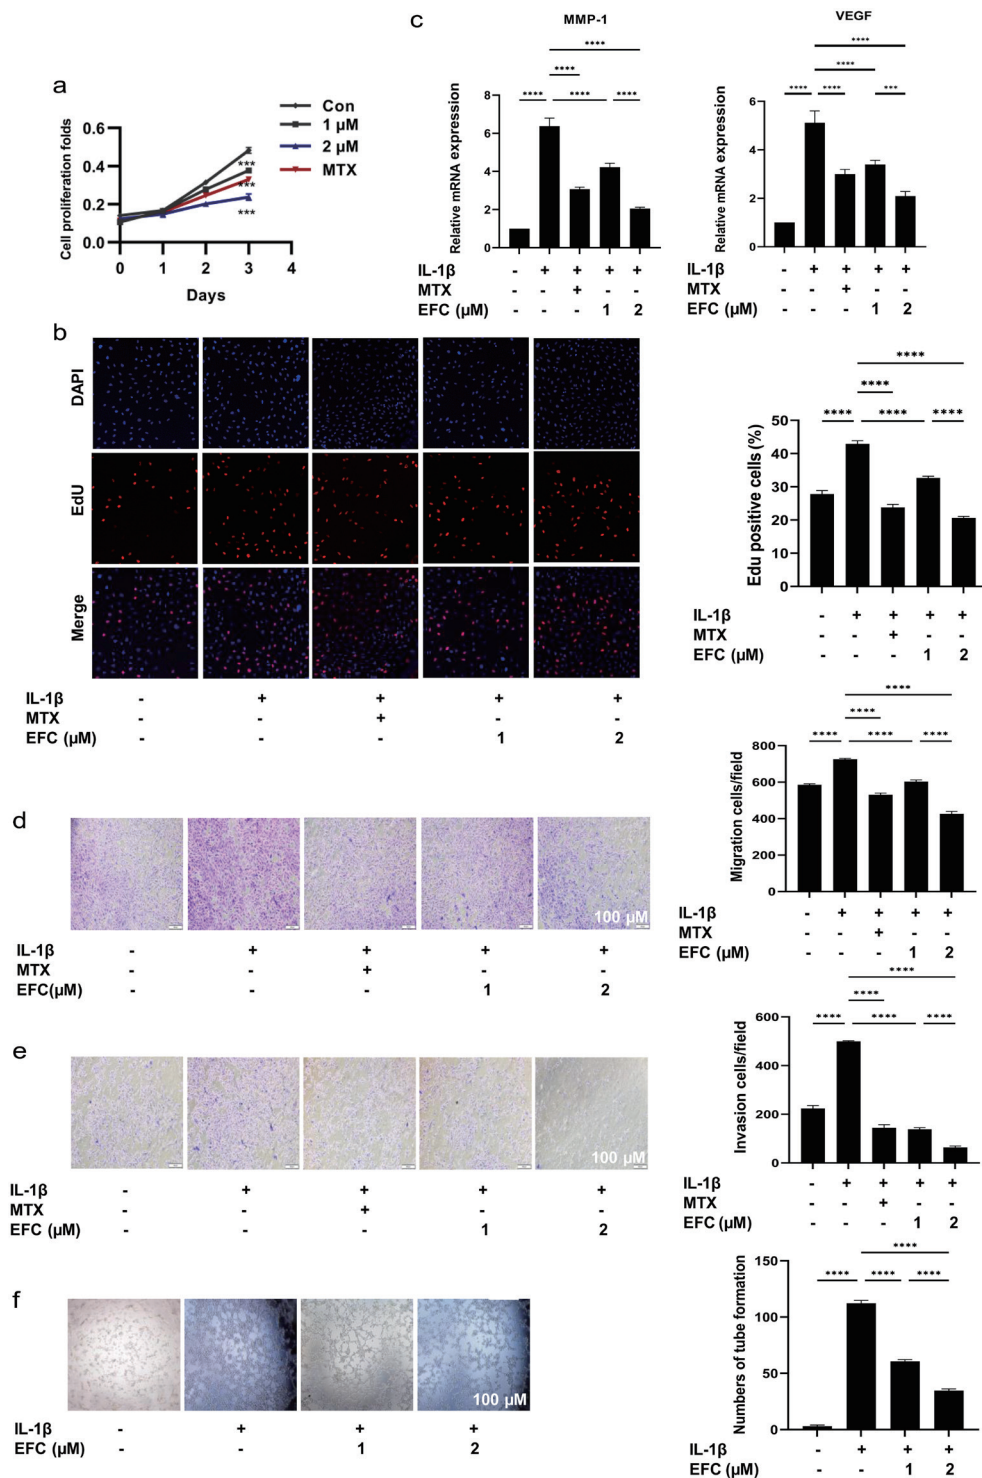 a
Cell proliferation folds
0.6
0.4
0.2
0.0
0 1 2 3 4
Days
Con
1 μM
2 μM
MTX
***
***
***
c
MMP-1
Relative mRNA expression
8
6
4
2
0
****
****
**** **** ****
IL-1β - + + + +
MTX - - + - -
EFC (μM) - - - 1 2
VEGF
Relative mRNA expression
6
4
2
0
****
****
**** **** ***
IL-1β - + + + +
MTX - - + - -
EFC (μM) - - - 1 2
b
DAPI
EdU
Merge
IL-1β - + + + +
MTX - - + - -
EFC (μM) - - - 1 2
Edu positive cells (%)
50
40
30
20
10
0
****
****
**** **** ****
IL-1β - + + + +
MTX - - + - -
EFC (μM) - - - 1 2
d
100 μM
IL-1β - + + + +
MTX - - + - -
EFC(μM) - - - 1 2
Migration cells/field
800
600
400
200
0
****
****
**** **** ****
IL-1β - + + + +
MTX - - + - -
EFC (μM) - - - 1 2
e
100 μM
IL-1β - + + + +
MTX - - + - -
EFC (μM) - - - 1 2
Invasion cells/field
600
400
200
0
****
****
**** **** ****
IL-1β - + + + +
MTX - - + - -
EFC (μM) - - - 1 2
f
100 μM
IL-1β - + + +
EFC (μM) - - 1 2
Numbers of tube formation
150
100
50
0
****
**** **** ****
IL-1β - + + +
EFC (μM) - - 1 2